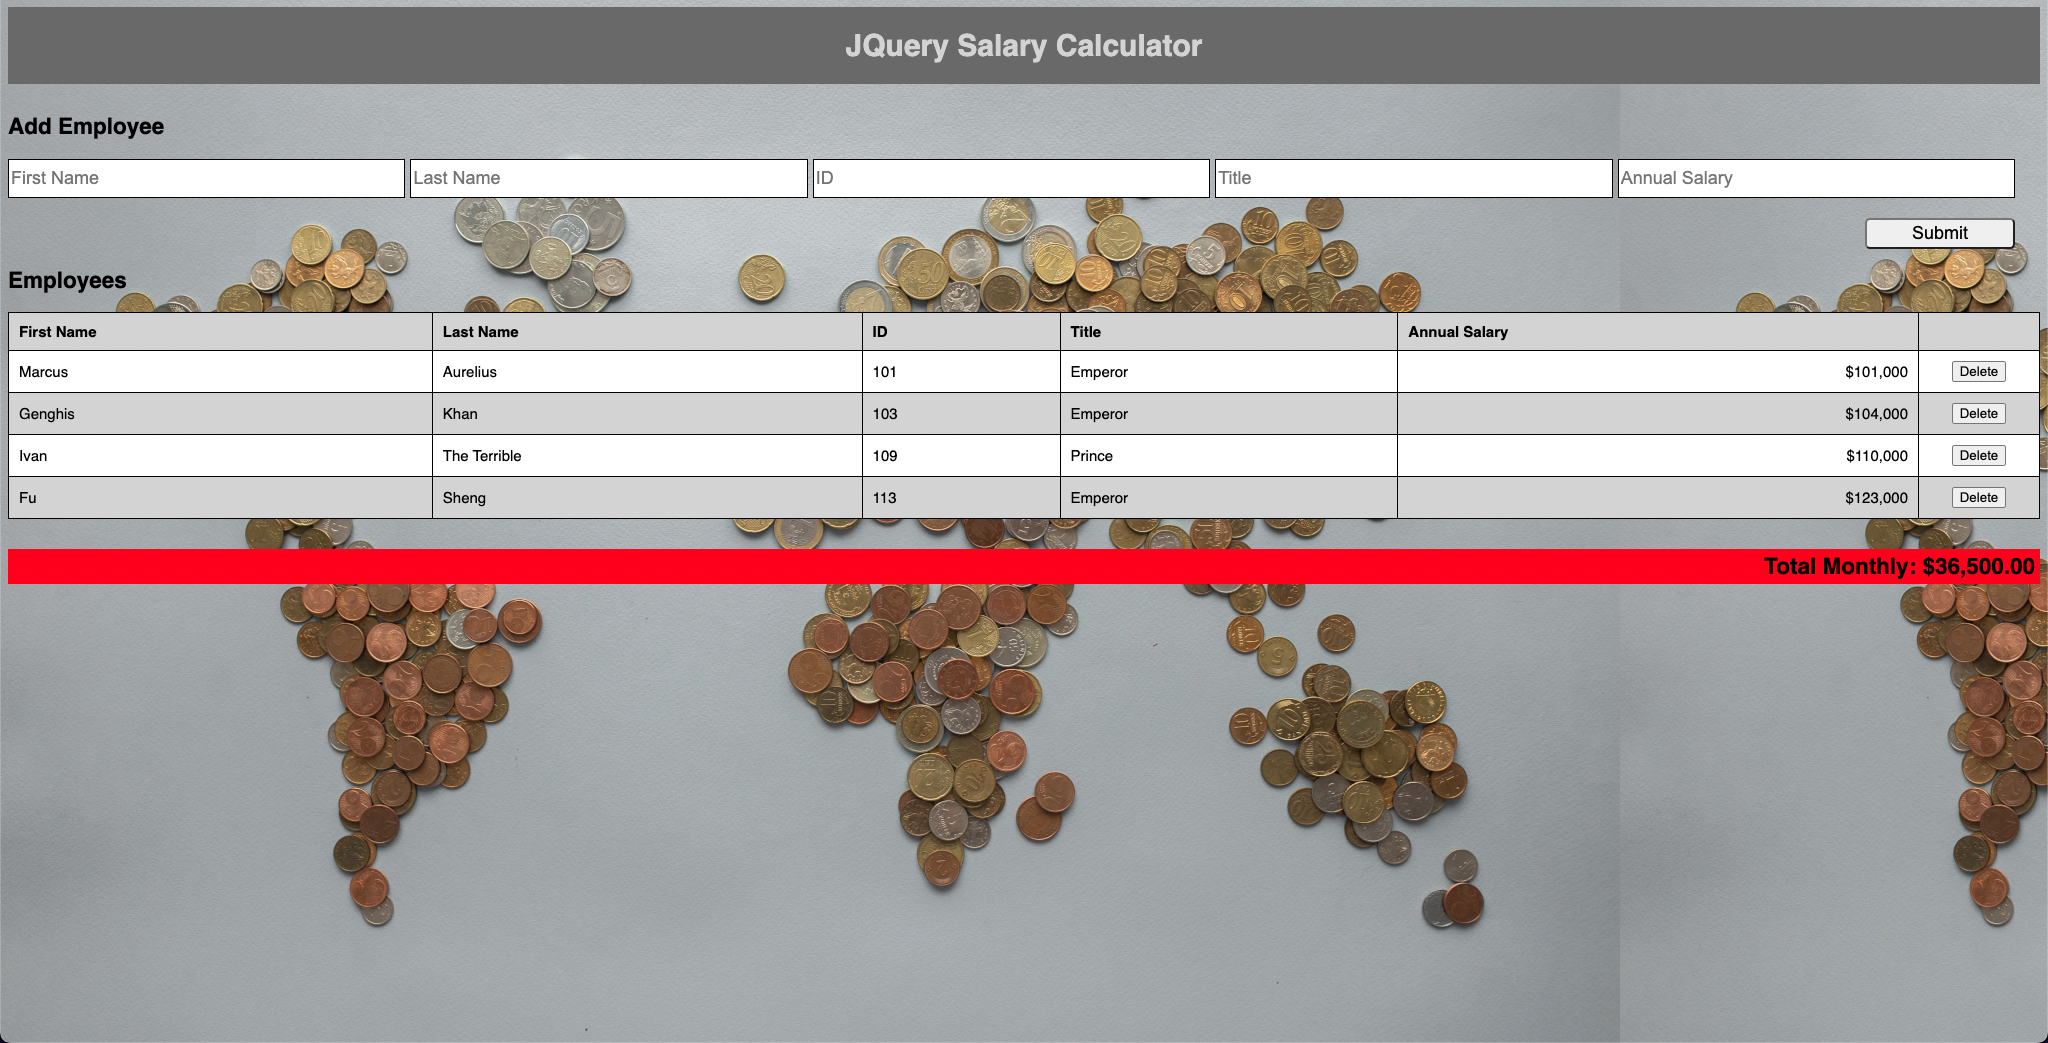 JQuery Salary Calculator
Add Employee
First Name Last Name ID Title Annual Salary
Submit
Employees
First Name Last Name ID Title Annual Salary
Marcus Aurelius 101 Emperor $101,000 Delete
Genghis Khan 103 Emperor $104,000 Delete
Ivan The Terrible 109 Prince $110,000 Delete
Fu Sheng 113 Emperor $123,000 Delete
Total Monthly: $36,500.00